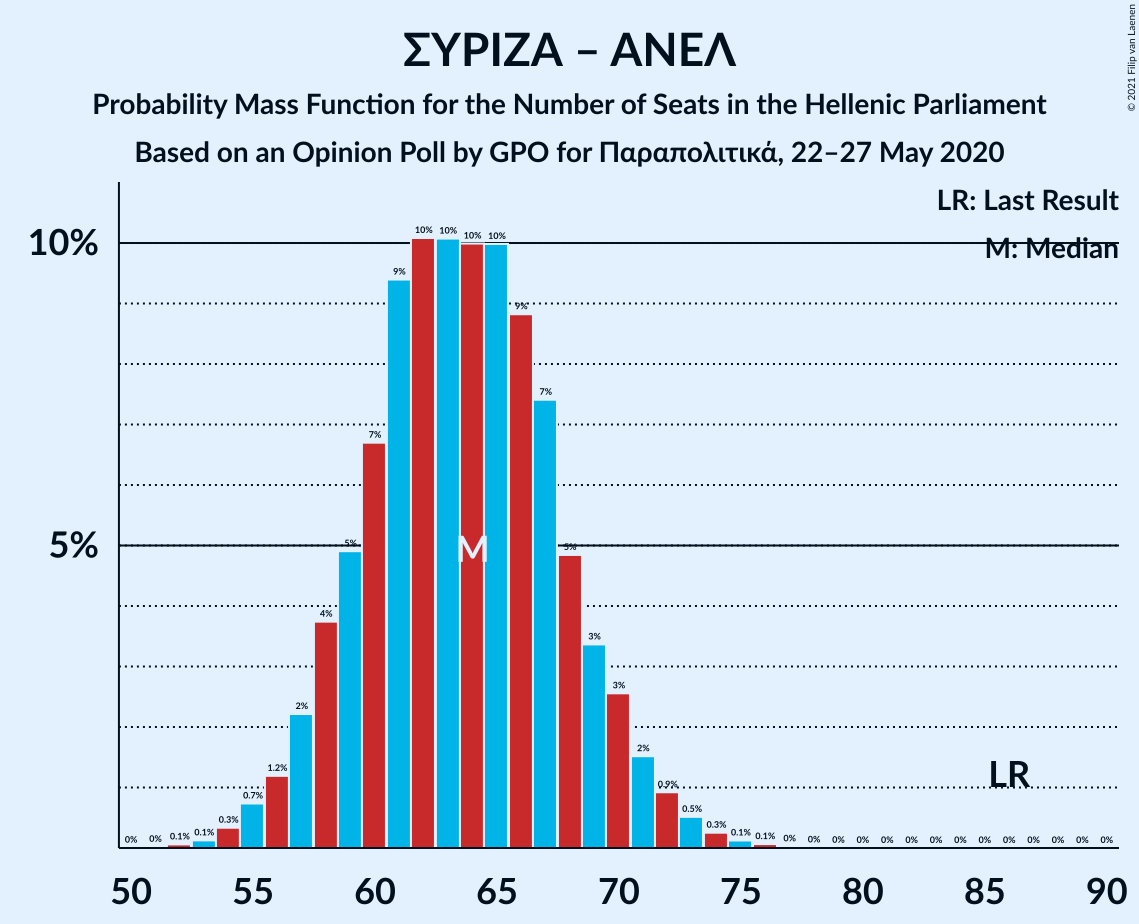 ΣΥΡΙΖΑ – ΑΝΕΛ
Probability Mass Function for the Number of Seats in the Hellenic Parliament
Based on an Opinion Poll by GPO for Παραπολιτικά, 22–27 May 2020
© 2021 Filip van Laenen
LR: Last Result
M: Median
10%
5%
0% 0% 0.1% 0.1% 0.3% 0.7% 1.2% 2% 4% 5% 7% 9% 10% 10% 10% 10% 9% 7% 5% 3% 3% 2% 0.9% 0.5% 0.3% 0.1% 0.1% 0% 0% 0% 0% 0% 0% 0% 0% 0% 0% 0% 0% 0% 0%
M
LR
50 55 60 65 70 75 80 85 90